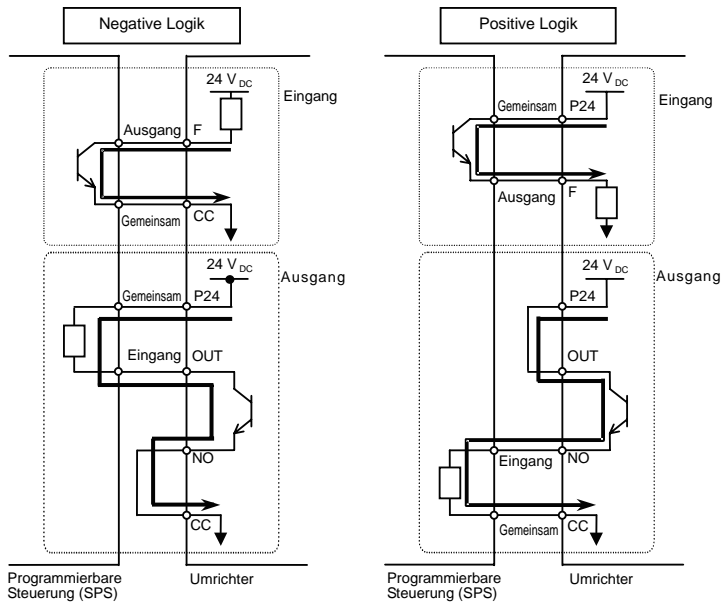 Negative Logik
24 V DC
Eingang
Ausgang F
Gemeinsam CC
24 V DC
Ausgang
Gemeinsam P24
Eingang OUT
NO
CC
Programmierbare
Steuerung (SPS)
Umrichter
Positive Logik
24 V DC
Gemeinsam P24
Eingang
Ausgang F
24 V DC
Ausgang
P24
OUT
Eingang NO
Gemeinsam CC
Programmierbare
Steuerung (SPS)
Umrichter